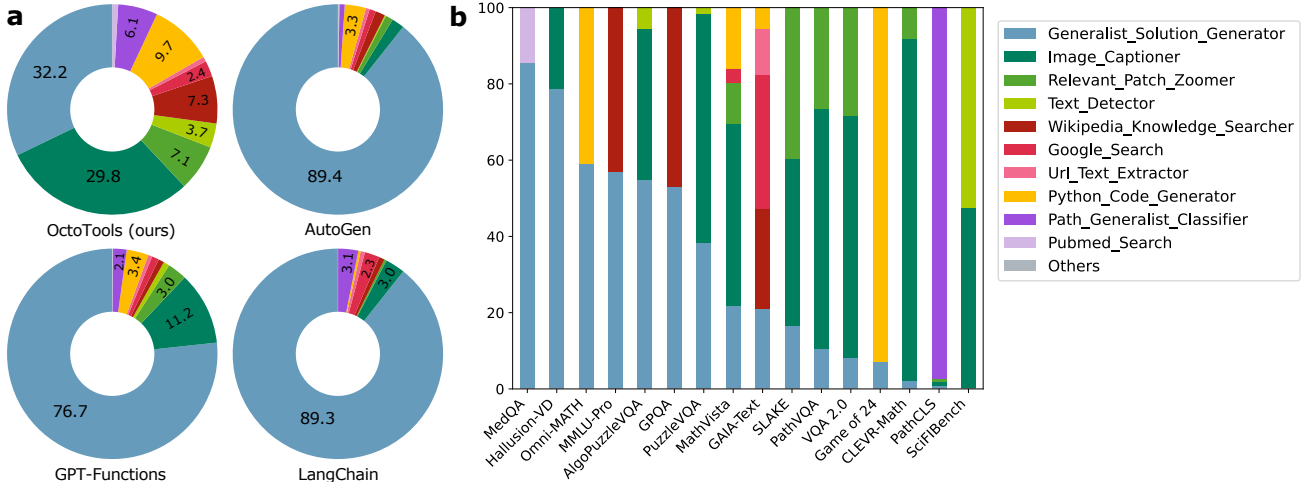 a
6.1
9.7
2.4
7.3
3.7
7.1
29.8
32.2
OctoTools (ours)
3.3
89.4
AutoGen
2.1
3.4
3.0
11.2
76.7
GPT-Functions
3.1
2.3
3.0
89.3
LangChain
b
100
80
60
40
20
0
MedQA
Hallusion-VD
Omni-MATH
MMLU-Pro
AlgoPuzzleVQA
GPQA
PuzzleVQA
MathVista
GAIA-Text
SLAKE
PathVQA
VQA 2.0
Game of 24
CLEVR-Math
PathCLS
SciFIBench
Generalist_Solution_Generator
Image_Captioner
Relevant_Patch_Zoomer
Text_Detector
Wikipedia_Knowledge_Searcher
Google_Search
Url_Text_Extractor
Python_Code_Generator
Path_Generalist_Classifier
Pubmed_Search
Others